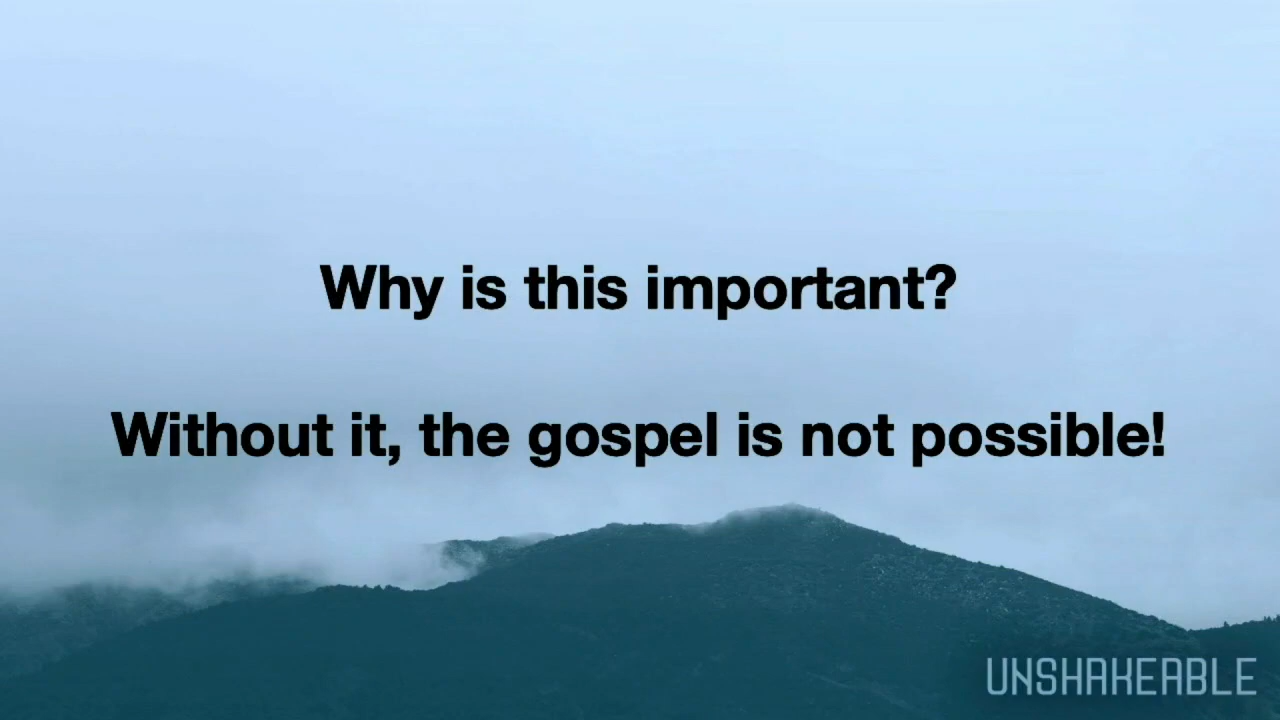 Why is this important?
Without it, the gospel is not possible!
UNSHAKEABLE